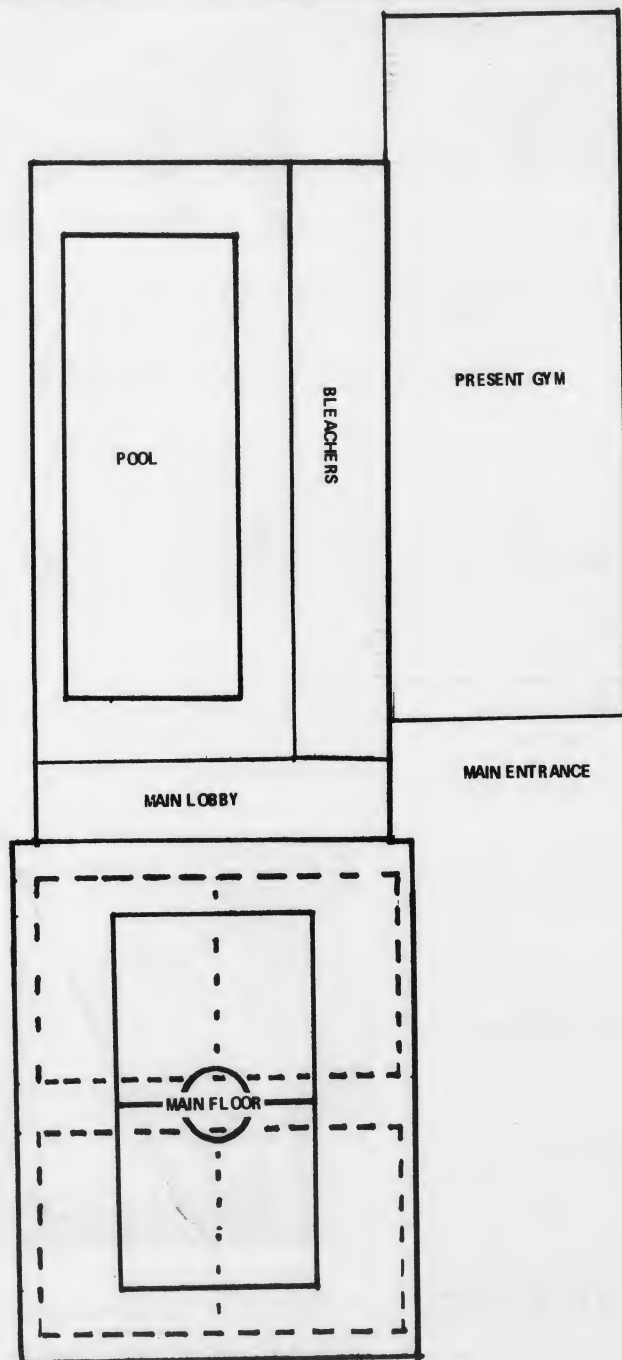 PRESENT GYM
BLEACHERS
POOL
MAIN ENTRANCE
MAIN LOBBY
MAIN FLOOR